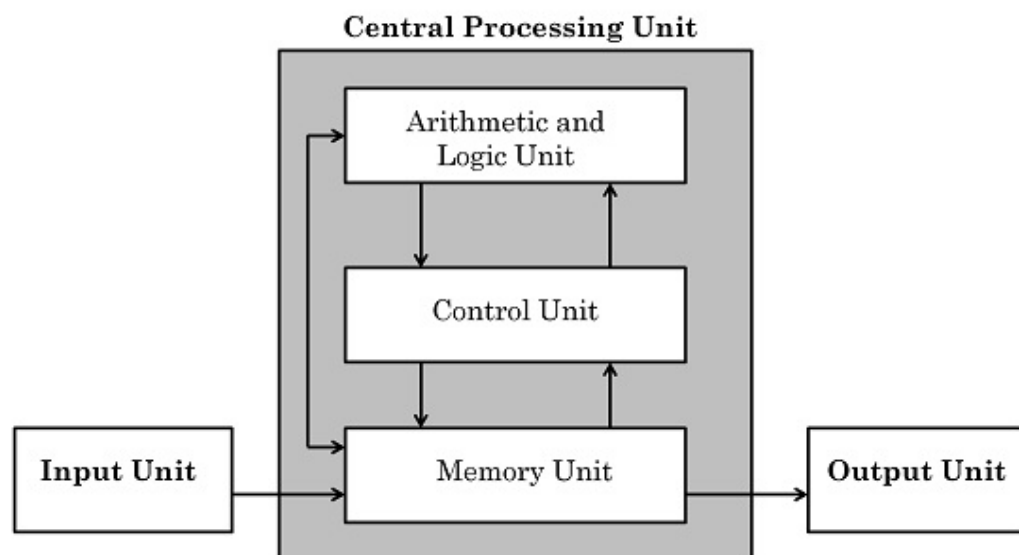 Central Processing Unit
Arithmetic and
Logic Unit
Control Unit
Input Unit
Memory Unit
Output Unit